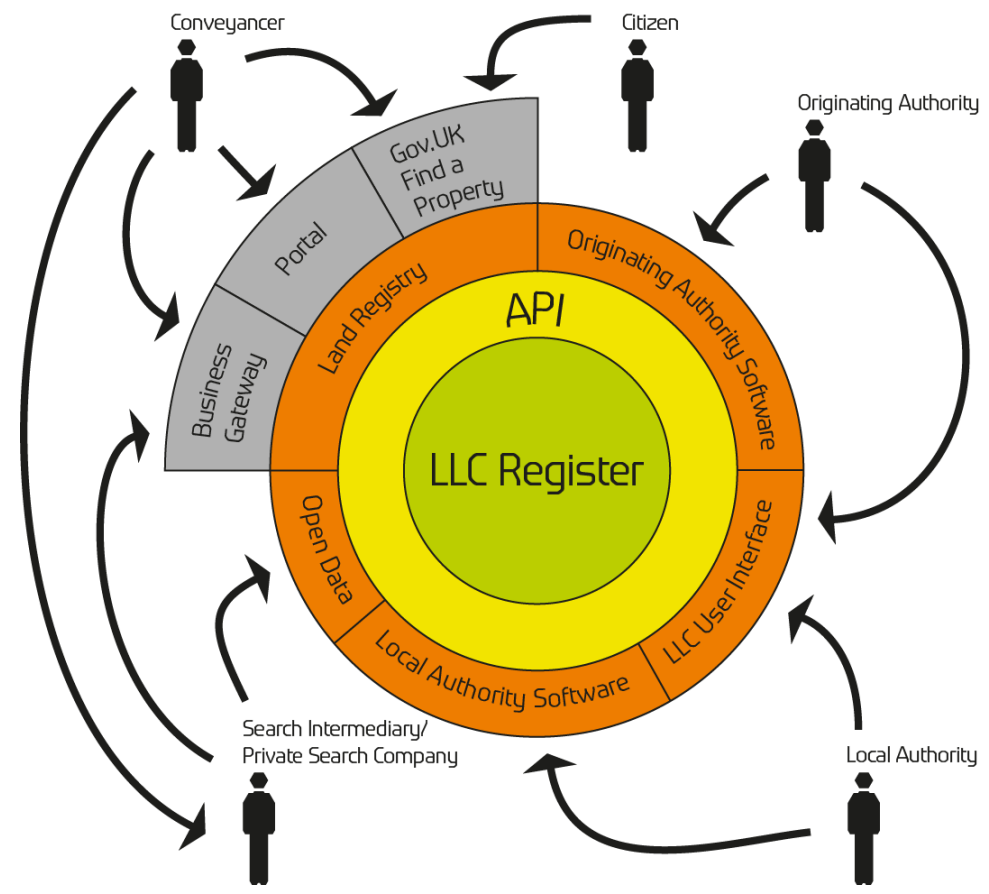 Conveyancer
Citizen
Originating Authority
Gov.UK
Find a
Property
Portal
Business
Gateway
Land Registry
Originating Authority Software
API
LLC Register
Open Data
Local Authority Software
LLC User Interface
Search Intermediary/
Private Search Company
Local Authority